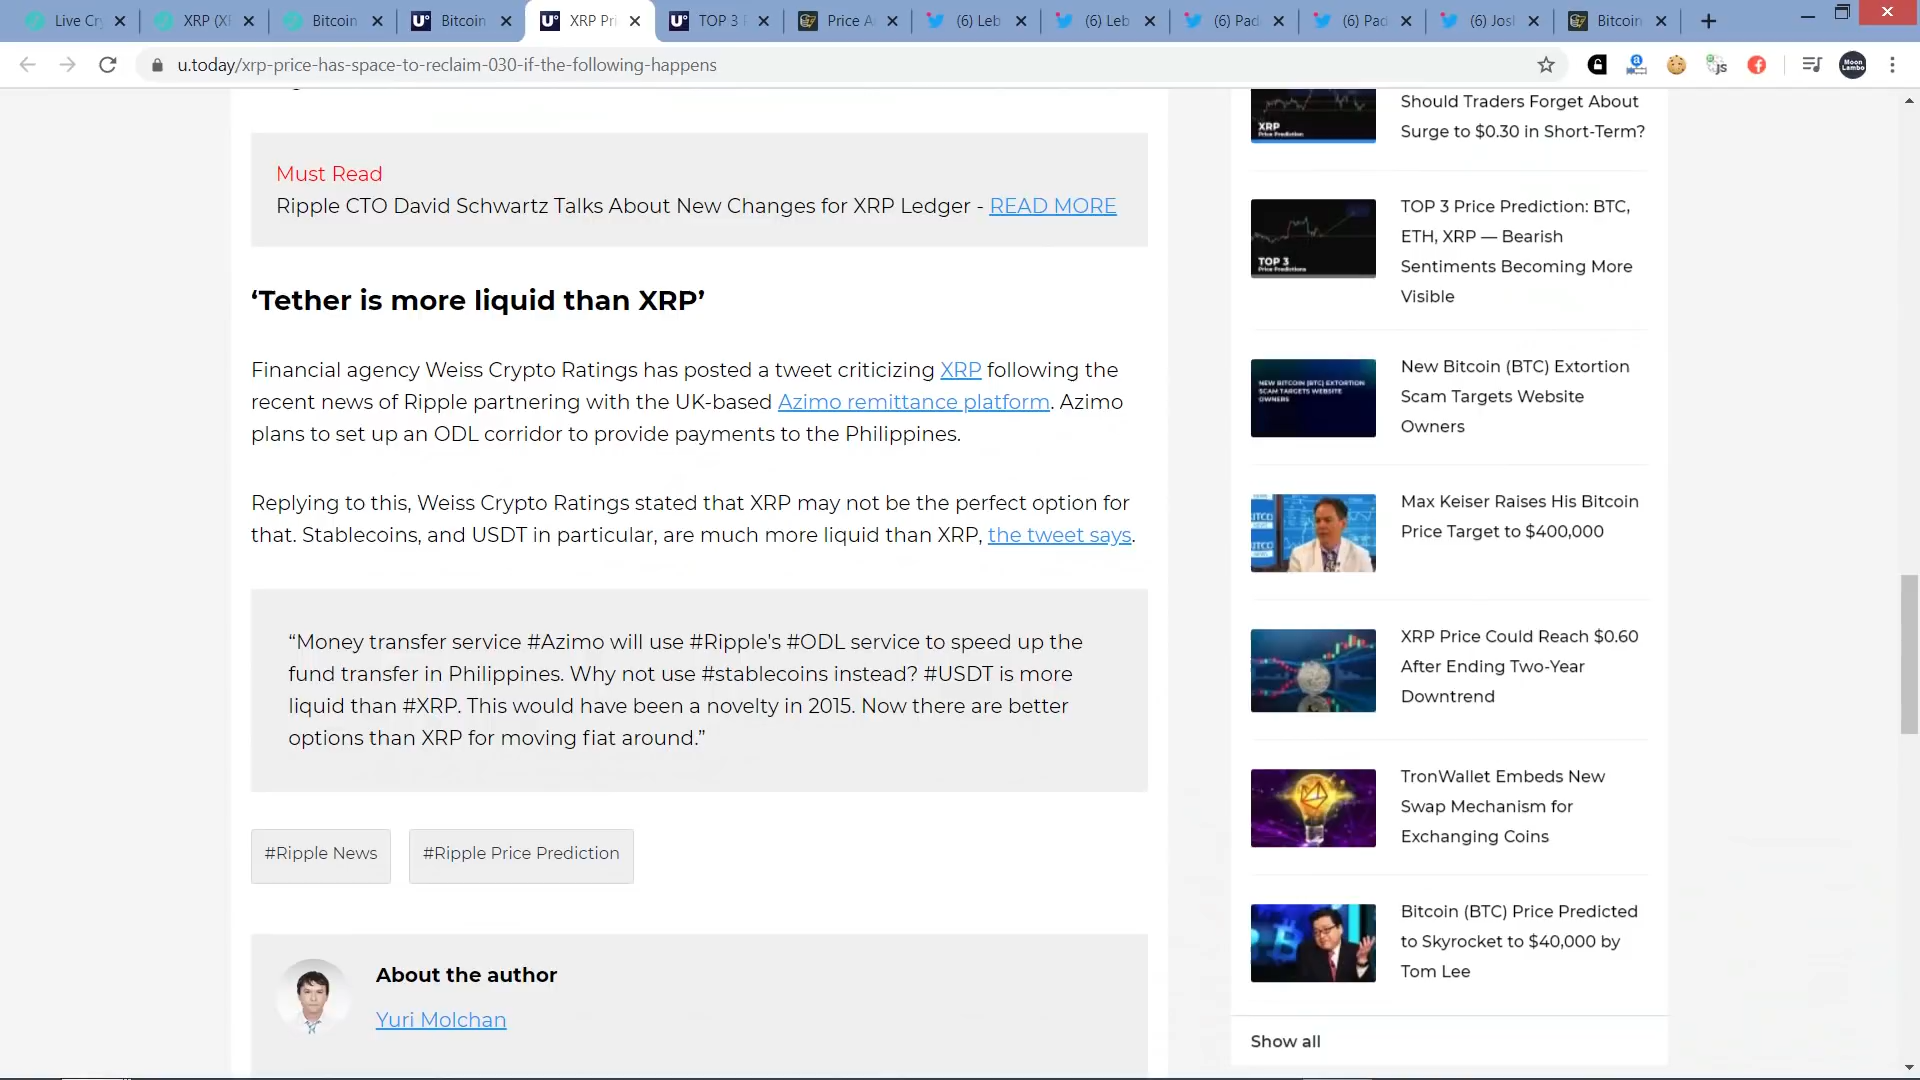 Live Cr
XRP (XR
Bitcoin
Bitcoin
XRP Pri
TOP 3 P
Price A
(6) Leb
(6) Leb
(6) Pad
(6) Pad
(6) Josl
Bitcoin
u.today/xrp-price-has-space-to-reclaim-030-if-the-following-happens
Must Read
Ripple CTO David Schwartz Talks About New Changes for XRP Ledger - READ MORE
‘Tether is more liquid than XRP’
Financial agency Weiss Crypto Ratings has posted a tweet criticizing XRP following the
recent news of Ripple partnering with the UK-based Azimo remittance platform. Azimo
plans to set up an ODL corridor to provide payments to the Philippines.
Replying to this, Weiss Crypto Ratings stated that XRP may not be the perfect option for
that. Stablecoins, and USDT in particular, are much more liquid than XRP, the tweet says.
“Money transfer service #Azimo will use #Ripple's #ODL service to speed up the
fund transfer in Philippines. Why not use #stablecoins instead? #USDT is more
liquid than #XRP. This would have been a novelty in 2015. Now there are better
options than XRP for moving fiat around.”
#Ripple News
#Ripple Price Prediction
About the author
Yuri Molchan
XRP
Price Prediction
Should Traders Forget About
Surge to $0.30 in Short-Term?
TOP 3
Price Predictions
TOP 3 Price Prediction: BTC,
ETH, XRP — Bearish
Sentiments Becoming More
Visible
NEW BITCOIN (BTC) EXTORTION
SCAM TARGETS WEBSITE
OWNERS
New Bitcoin (BTC) Extortion
Scam Targets Website
Owners
Max Keiser Raises His Bitcoin
Price Target to $400,000
XRP Price Could Reach $0.60
After Ending Two-Year
Downtrend
TronWallet Embeds New
Swap Mechanism for
Exchanging Coins
Bitcoin (BTC) Price Predicted
to Skyrocket to $40,000 by
Tom Lee
Show all
Moon
Lambo